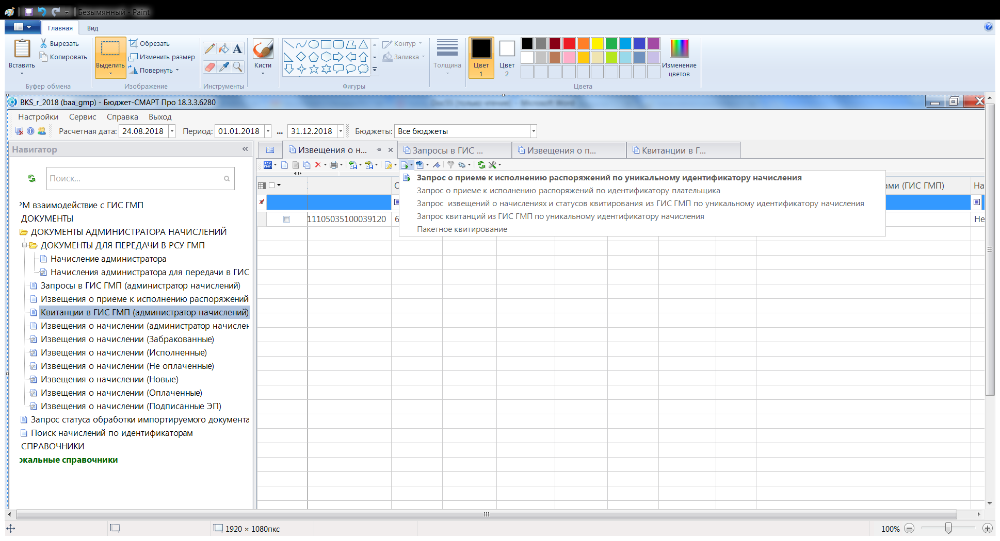 Безымянный - Paint
Главная Вид
Вставить
Вырезать
Копировать
Буфер обмена
Выделить
Обрезать
Изменить размер
Повернуть
Изображение
Инструменты
Кисти
Контур
Заливка
Фигуры
Толщина
Цвет 1
Цвет 2
Изменение цветов
Цвета
BKS_r_2018 (baa_gmp) - Бюджет-СМАРТ Про 18.3.3.6280
Настройки Сервис Справка Выход
Расчетная дата: 24.08.2018 Период: 01.01.2018 ... 31.12.2018 Бюджеты: Все бюджеты
Навигатор «
Извещения о н... Запросы в ГИС ... Извещения о п... Квитанции в Г...
РСУ ГМП
Поиск...
Запрос о приеме к исполнению распоряжений по уникальному идентификатору начисления
Запрос о приеме к исполнению распоряжений по идентификатору плательщика
Запрос извещений о начислениях и статусов квитирования из ГИС ГМП по уникальному идентификатору начисления
Запрос квитанций из ГИС ГМП по уникальному идентификатору начисления
Пакетное квитирование
ами (ГИС ГМП) На
11105035100039120 6 Не
РМ взаимодействие с ГИС ГМП
ДОКУМЕНТЫ
ДОКУМЕНТЫ АДМИНИСТРАТОРА НАЧИСЛЕНИЙ
ДОКУМЕНТЫ ДЛЯ ПЕРЕДАЧИ В РСУ ГМП
Начисление администратора
Начисления администратора для передачи в ГИС
Запросы в ГИС ГМП (администратор начислений)
Извещения о приеме к исполнению распоряжений(
Квитанции в ГИС ГМП (администратор начислений)
Извещения о начислении (администратор начислен
Извещения о начислении (Забракованные)
Извещения о начислении (Исполненные)
Извещения о начислении (Не оплаченные)
Извещения о начислении (Новые)
Извещения о начислении (Оплаченные)
Извещения о начислении (Подписанные ЭП)
Запрос статуса обработки импортируемого документа
Поиск начислений по идентификаторам
СПРАВОЧНИКИ
окальные справочники
1920 × 1080пкс
100%